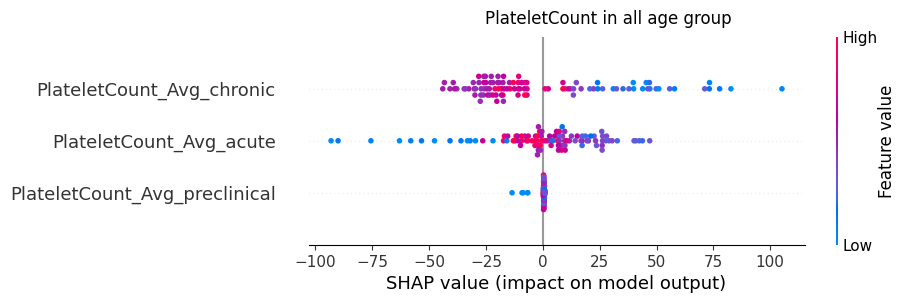 PlateletCount in all age group
High
PlateletCount_Avg_chronic
PlateletCount_Avg_acute
PlateletCount_Avg_preclinical
Feature value
Low
−100 −75 −50 −25 0 25 50 75 100
SHAP value (impact on model output)